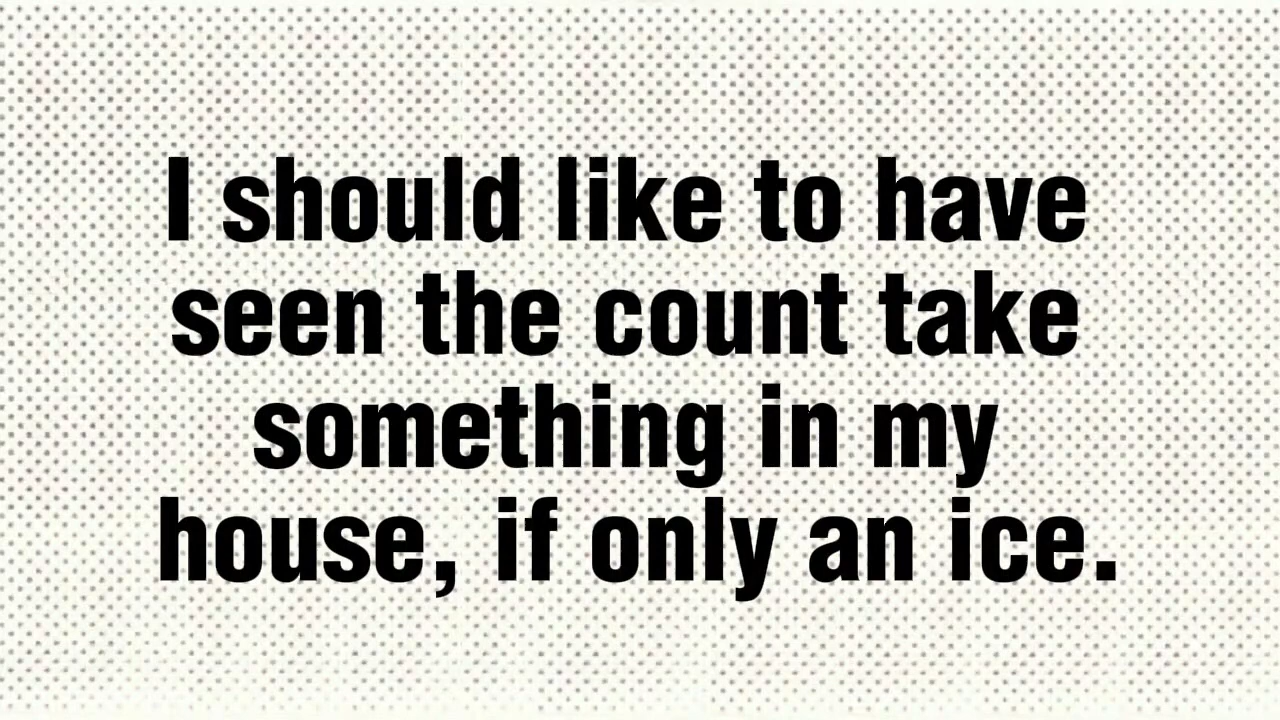 I should like to have
seen the count take
something in my
house, if only an ice.